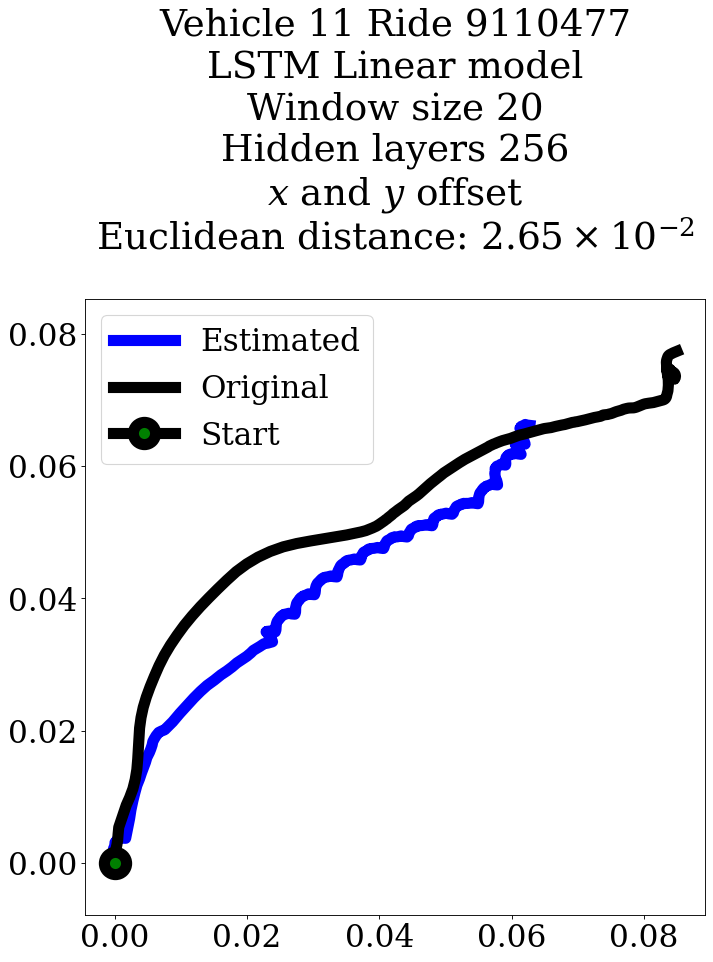 Vehicle 11 Ride 9110477
LSTM Linear model
Window size 20
Hidden layers 256
x and y offset
Euclidean distance: 2.65 × 10⁻²
Estimated
Original
Start
0.08
0.06
0.04
0.02
0.00
0.00 0.02 0.04 0.06 0.08